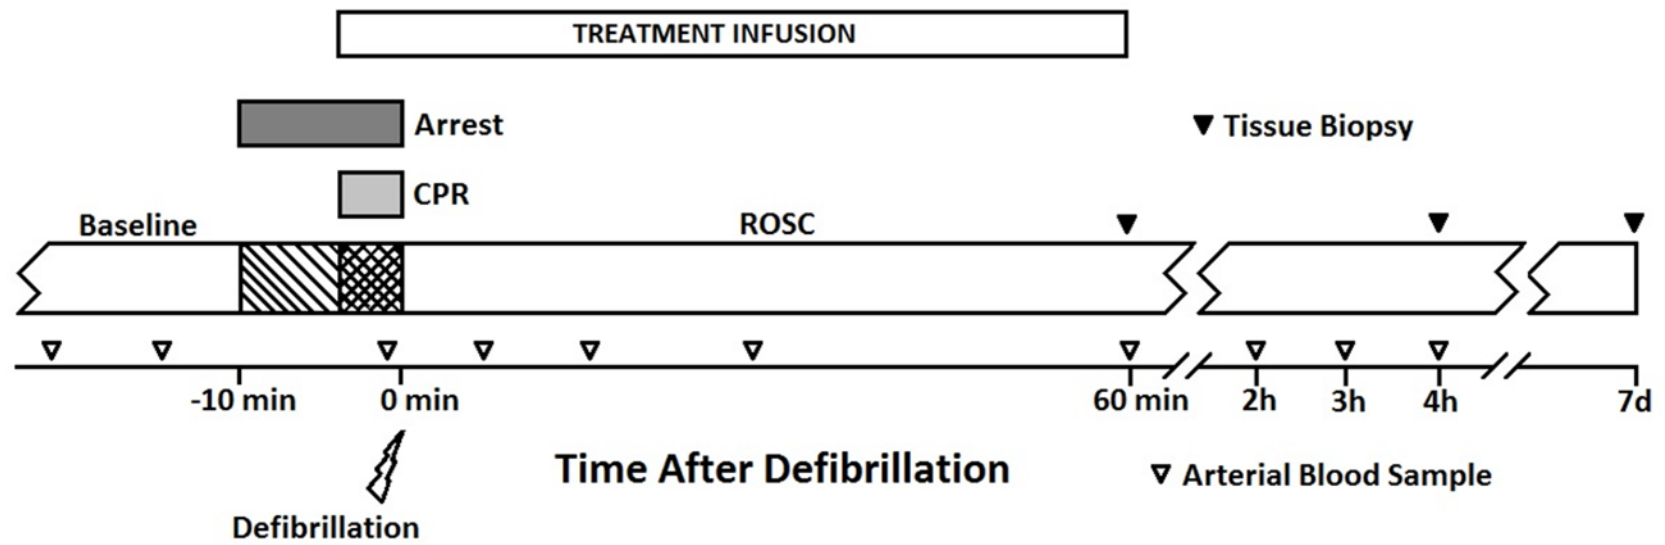 TREATMENT INFUSION
Arrest
Tissue Biopsy
CPR
Baseline
ROSC
-10 min
0 min
60 min
2h
3h
4h
7d
Time After Defibrillation
Arterial Blood Sample
Defibrillation